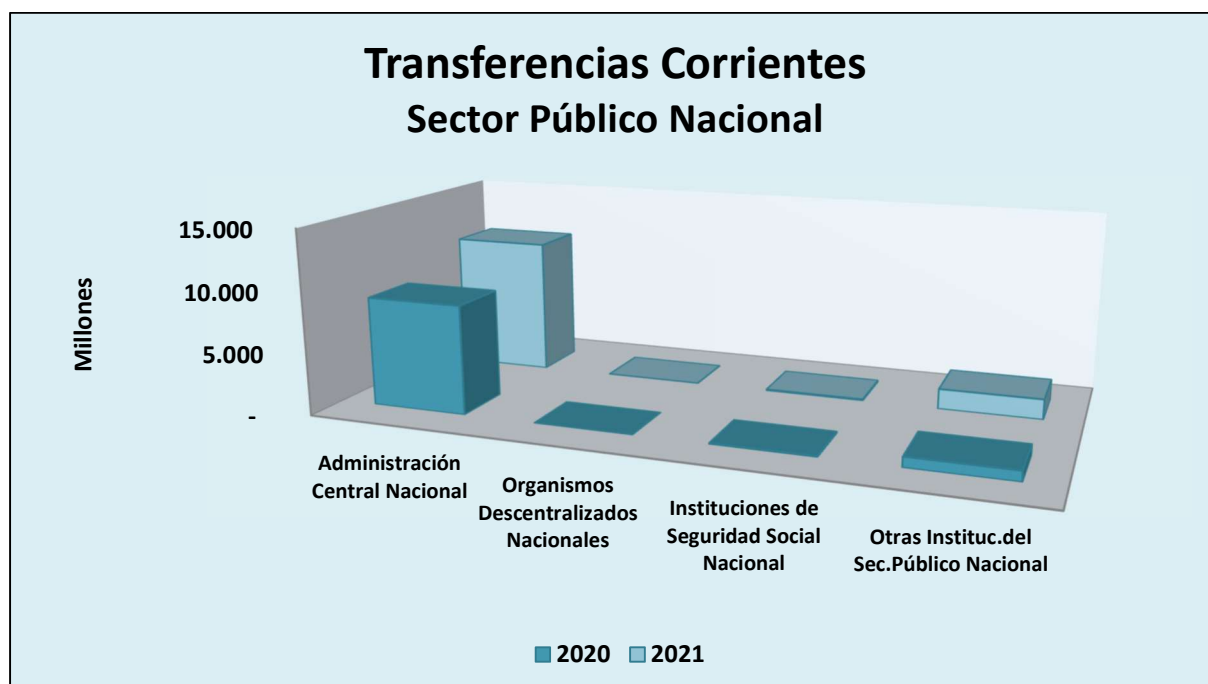 Transferencias Corrientes
Sector Público Nacional
Millones
15.000
10.000
5.000
-
Administración
Central Nacional
Organismos
Descentralizados
Nacionales
Instituciones de
Seguridad Social
Nacional
Otras Instituc.del
Sec.Público Nacional
2020 2021